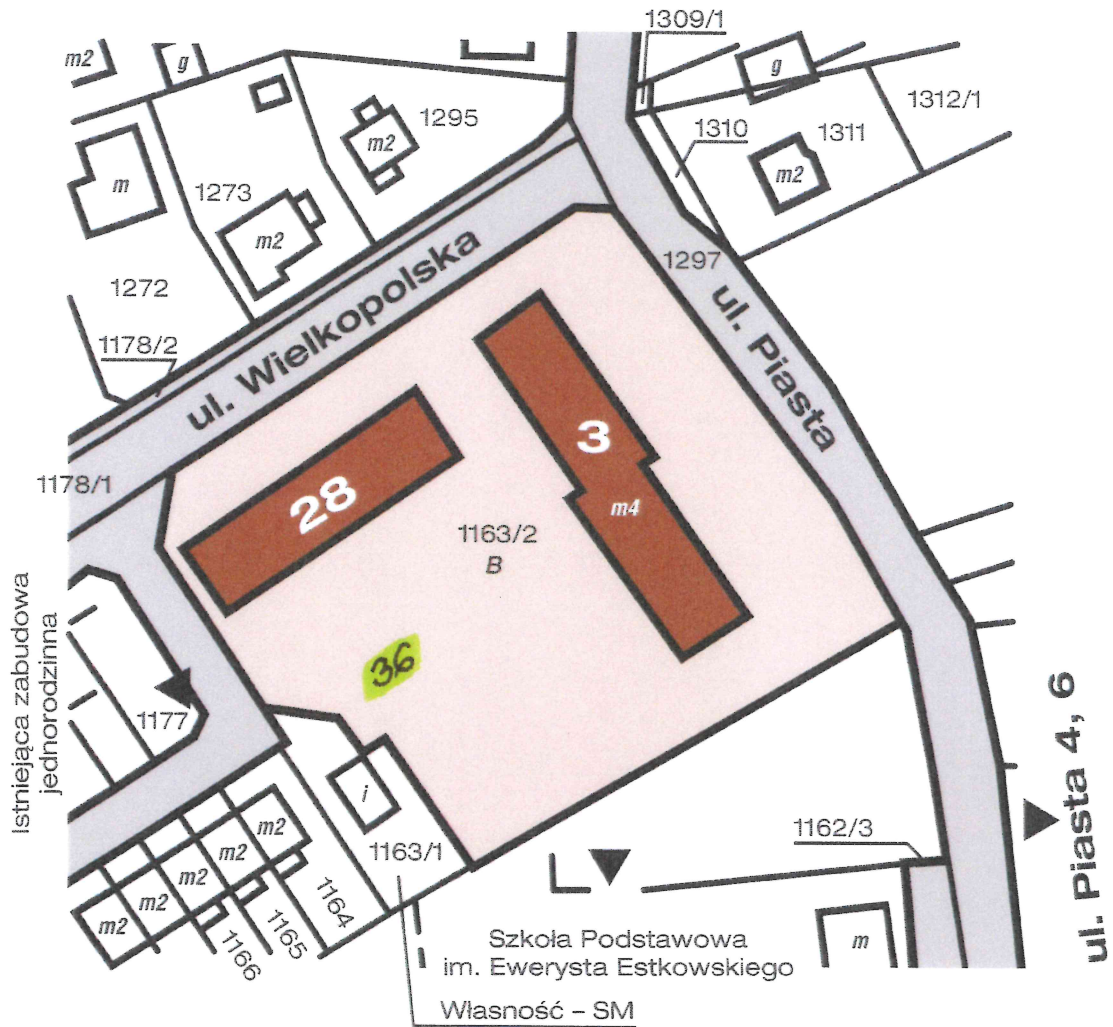 1309/1
m2
g
g
1295
1312/1
m2
1310
1311
m
1273
m2
m2
1297
1272
1178/2
ul. Wielkopolska
ul. Piasta
3
1178/1
28
m4
1163/2
B
Istniejąca zabudowa
jednorodzinna
36
1177
ul. Piasta 4, 6
i
1163/1
1162/3
m2
m2
m2
m2
m2
1164
1165
1166
m
Szkoła Podstawowa
im. Ewerysta Estkowskiego
Własność – SM